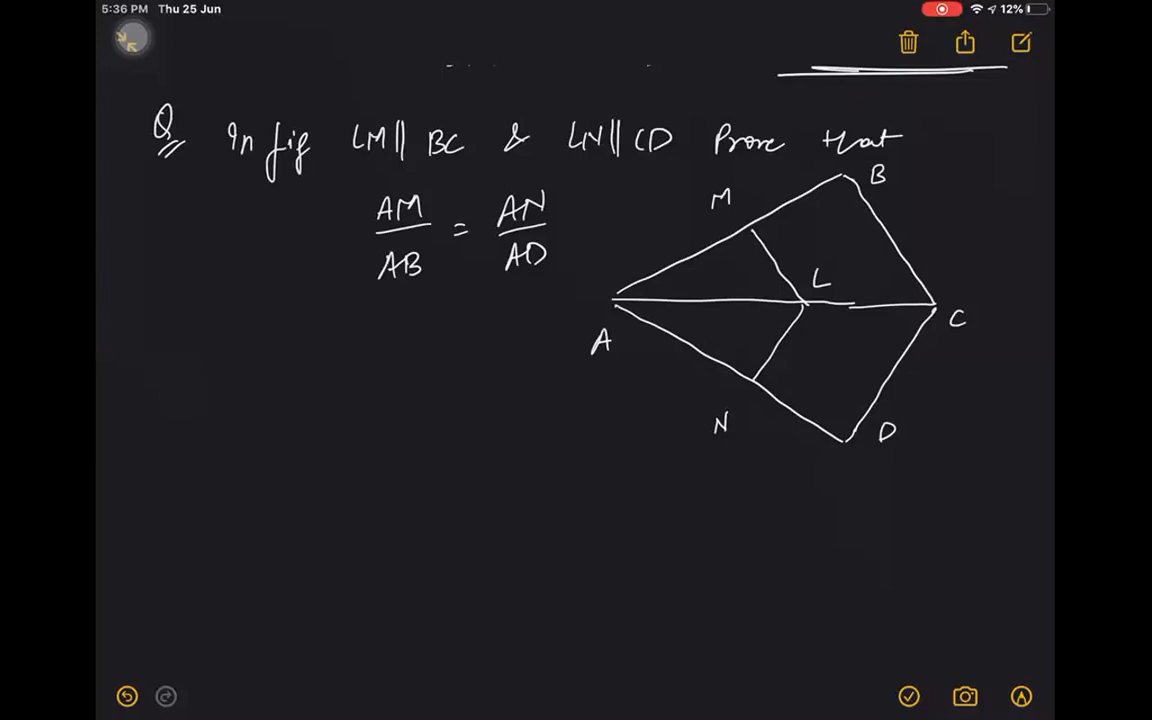 5:36 PM Thu 25 Jun 12%
Q In fig LM || BC & LN || CD Prove that
AM/AB = AN/AD
B
M
L
C
A
N
D